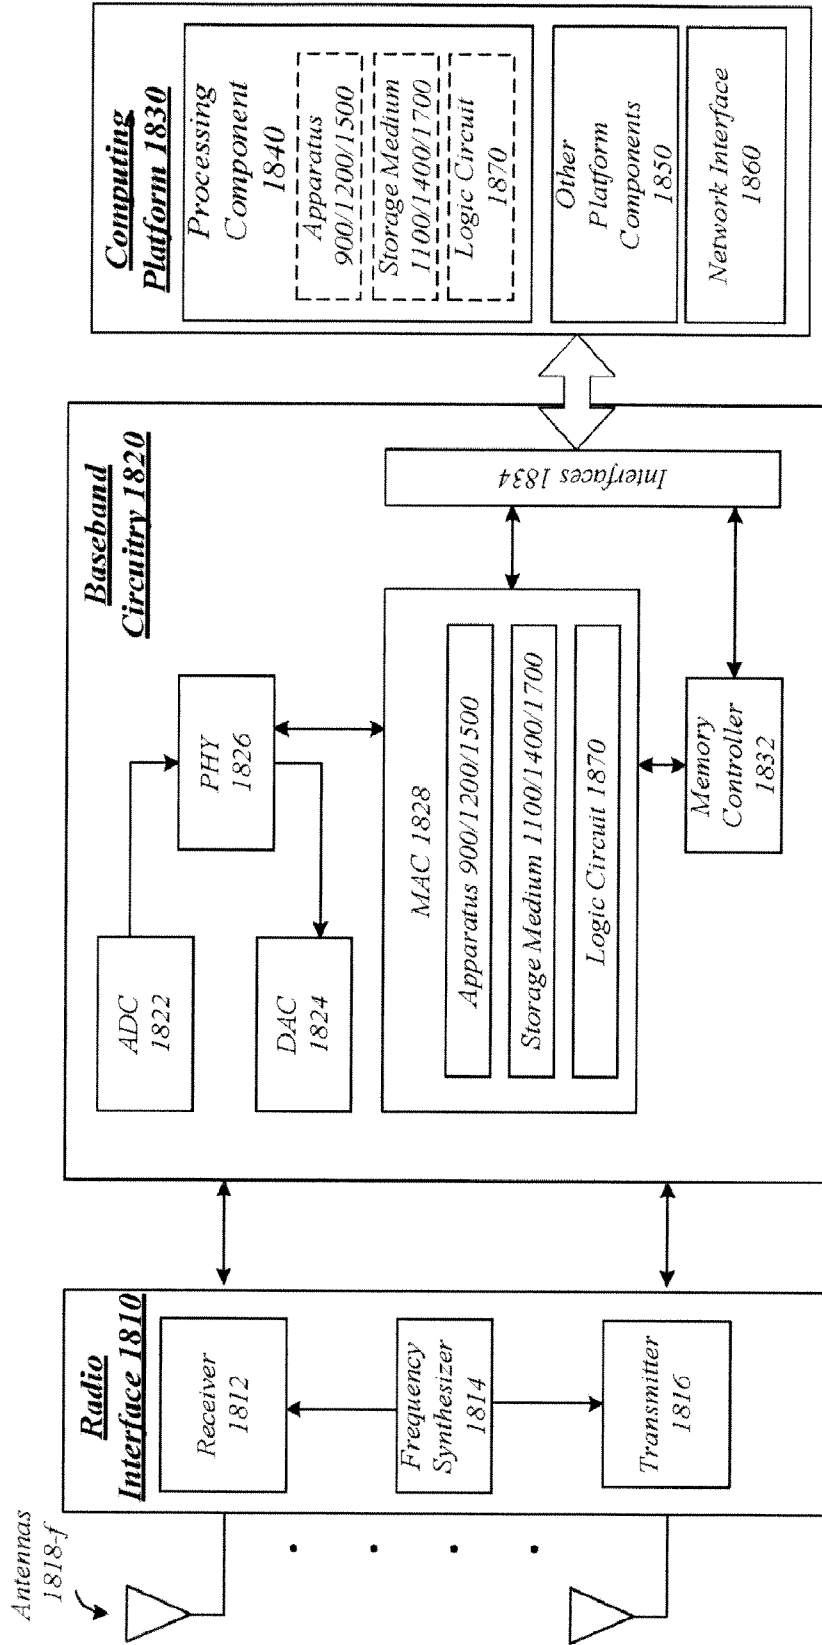 Antennas
1818-f
Radio
Interface 1810
Receiver
1812
Frequency
Synthesizer
1814
Transmitter
1816
Baseband
Circuitry 1820
ADC
1822
DAC
1824
PHY
1826
MAC 1828
Apparatus 900/1200/1500
Storage Medium 1100/1400/1700
Logic Circuit 1870
Memory
Controller
1832
Interfaces 1834
Computing
Platform 1830
Processing
Component
1840
Apparatus
900/1200/1500
Storage Medium
1100/1400/1700
Logic Circuit
1870
Other
Platform
Components
1850
Network Interface
1860